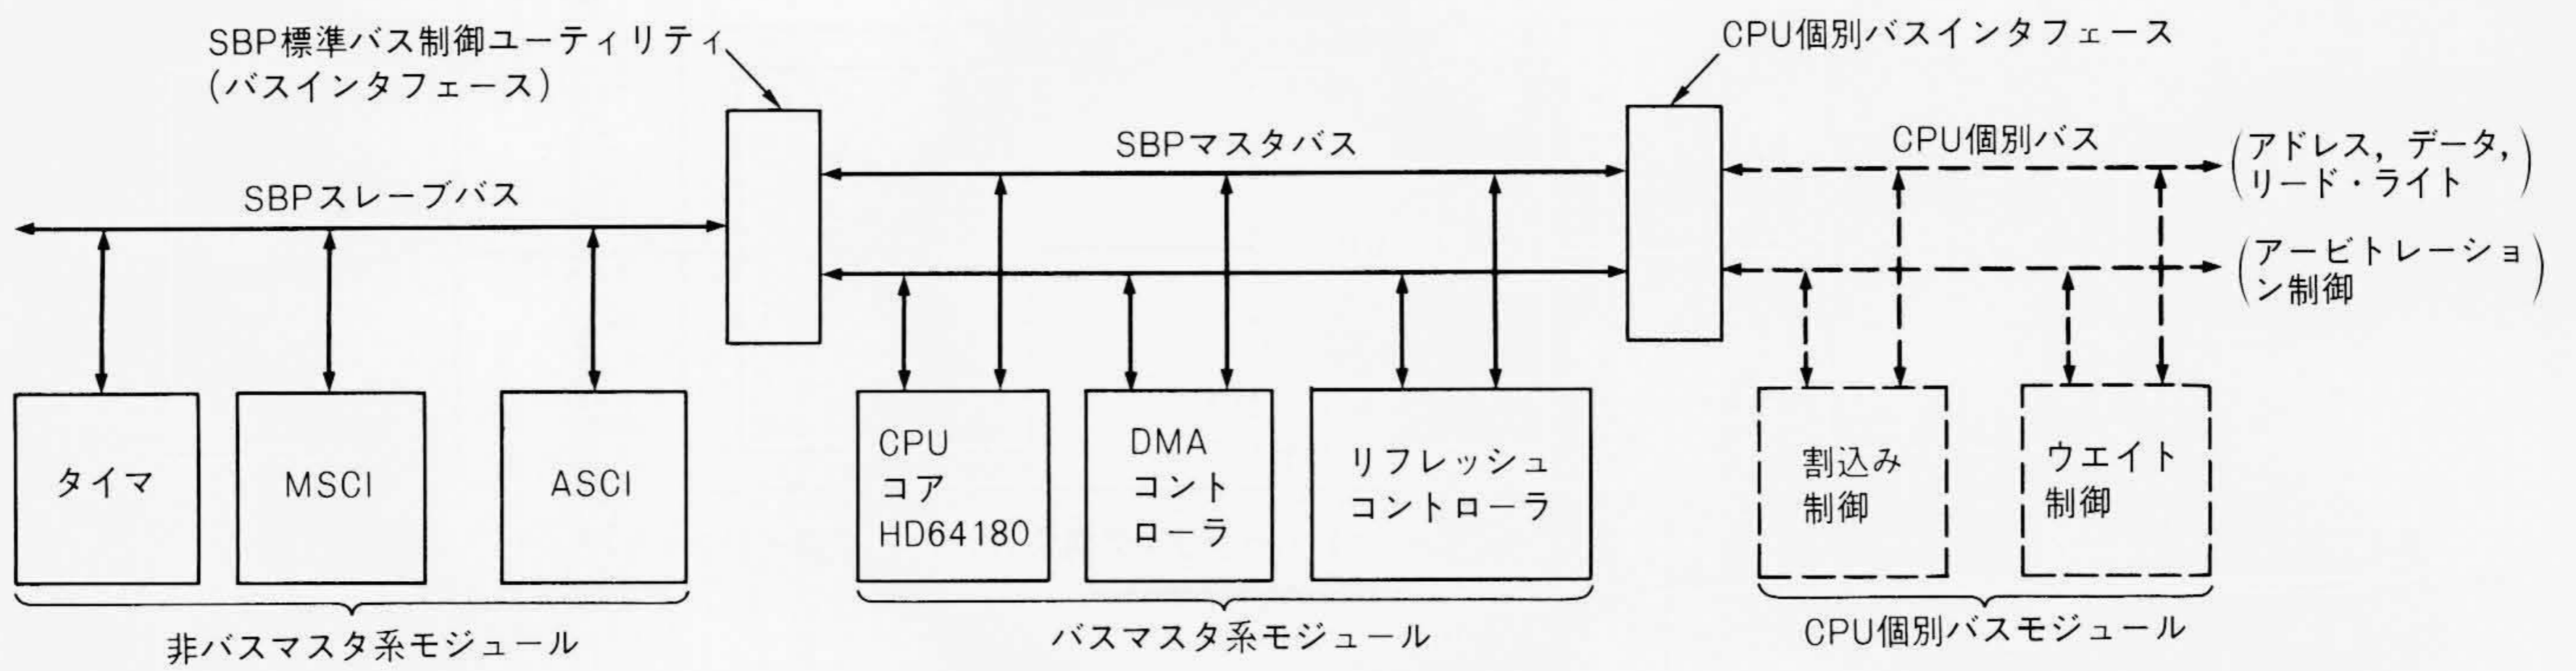 SBP標準バス制御ユーティリティ
(バスインタフェース)
CPU個別バスインタフェース
SBPスレーブバス
SBPマスタバス
CPU個別バス
(アドレス，データ，
リード・ライト)
(アービトレーショ
ン制御)
タイマ
MSCI
ASCI
CPU
コア
HD64180
DMA
コント
ローラ
リフレッシュ
コントローラ
割込み
制御
ウエイト
制御
非バスマスタ系モジュール
バスマスタ系モジュール
CPU個別バスモジュール